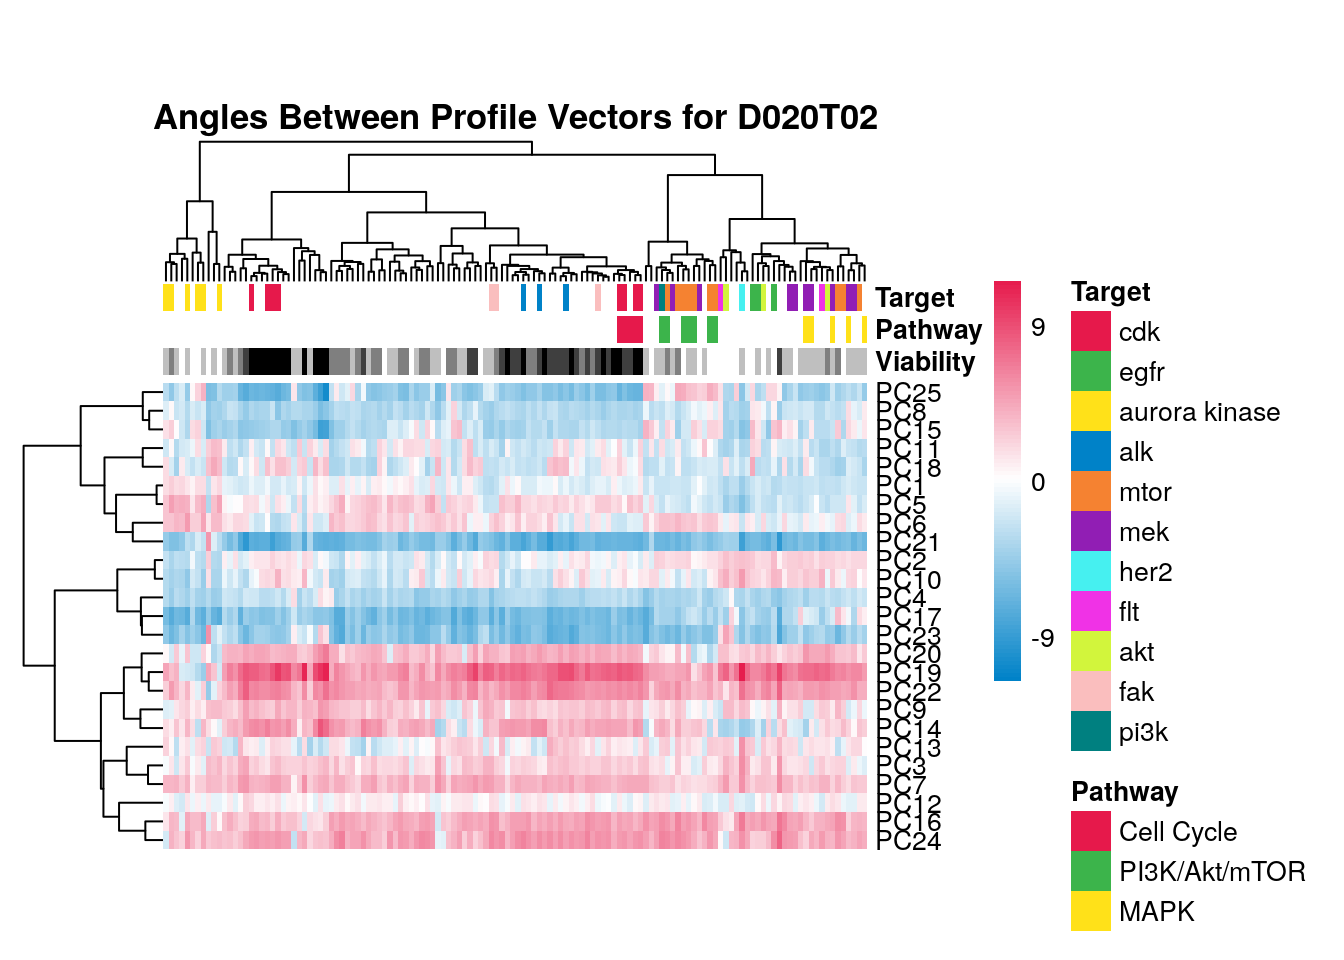 Angles Between Profile Vectors for D020T02
Target
Pathway
Viability
PC25
PC8
PC15
PC11
PC18
PC1
PC5
PC6
PC21
PC2
PC10
PC4
PC17
PC23
PC20
PC19
PC22
PC9
PC14
PC13
PC3
PC7
PC12
PC16
PC24
9
0
-9
Target
cdk
egfr
aurora kinase
alk
mtor
mek
her2
flt
akt
fak
pi3k
Pathway
Cell Cycle
PI3K/Akt/mTOR
MAPK